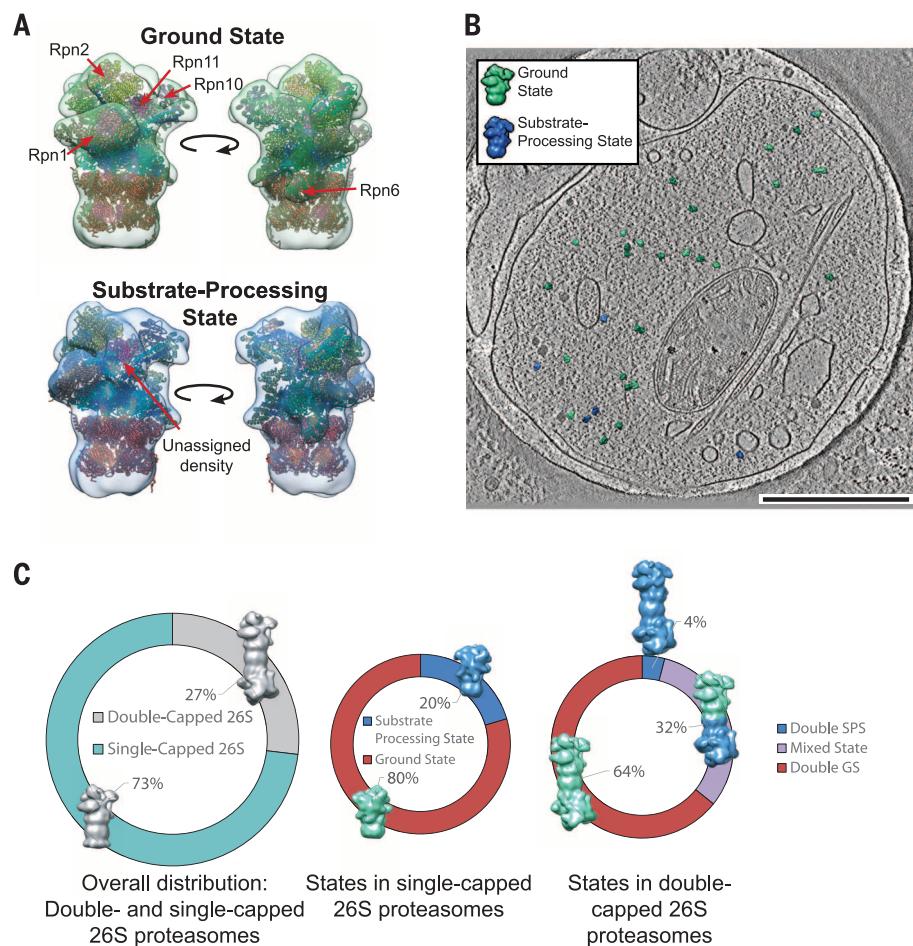 A
Ground State
Rpn2
Rpn11
Rpn10
Rpn1
Rpn6
Substrate-Processing
State
Unassigned
density
B
Ground
State
Substrate-
Processing State
C
27%
Double-Capped 26S
Single-Capped 26S
73%
Overall distribution:
Double- and single-capped
26S proteasomes
20%
Substrate
Processing State
Ground State
80%
States in single-capped
26S proteasomes
4%
32%
64%
Double SPS
Mixed State
Double GS
States in double-
capped 26S
proteasomes